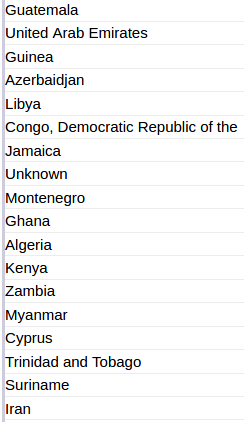 Guatemala
United Arab Emirates
Guinea
Azerbaidjan
Libya
Congo, Democratic Republic of the
Jamaica
Unknown
Montenegro
Ghana
Algeria
Kenya
Zambia
Myanmar
Cyprus
Trinidad and Tobago
Suriname
Iran